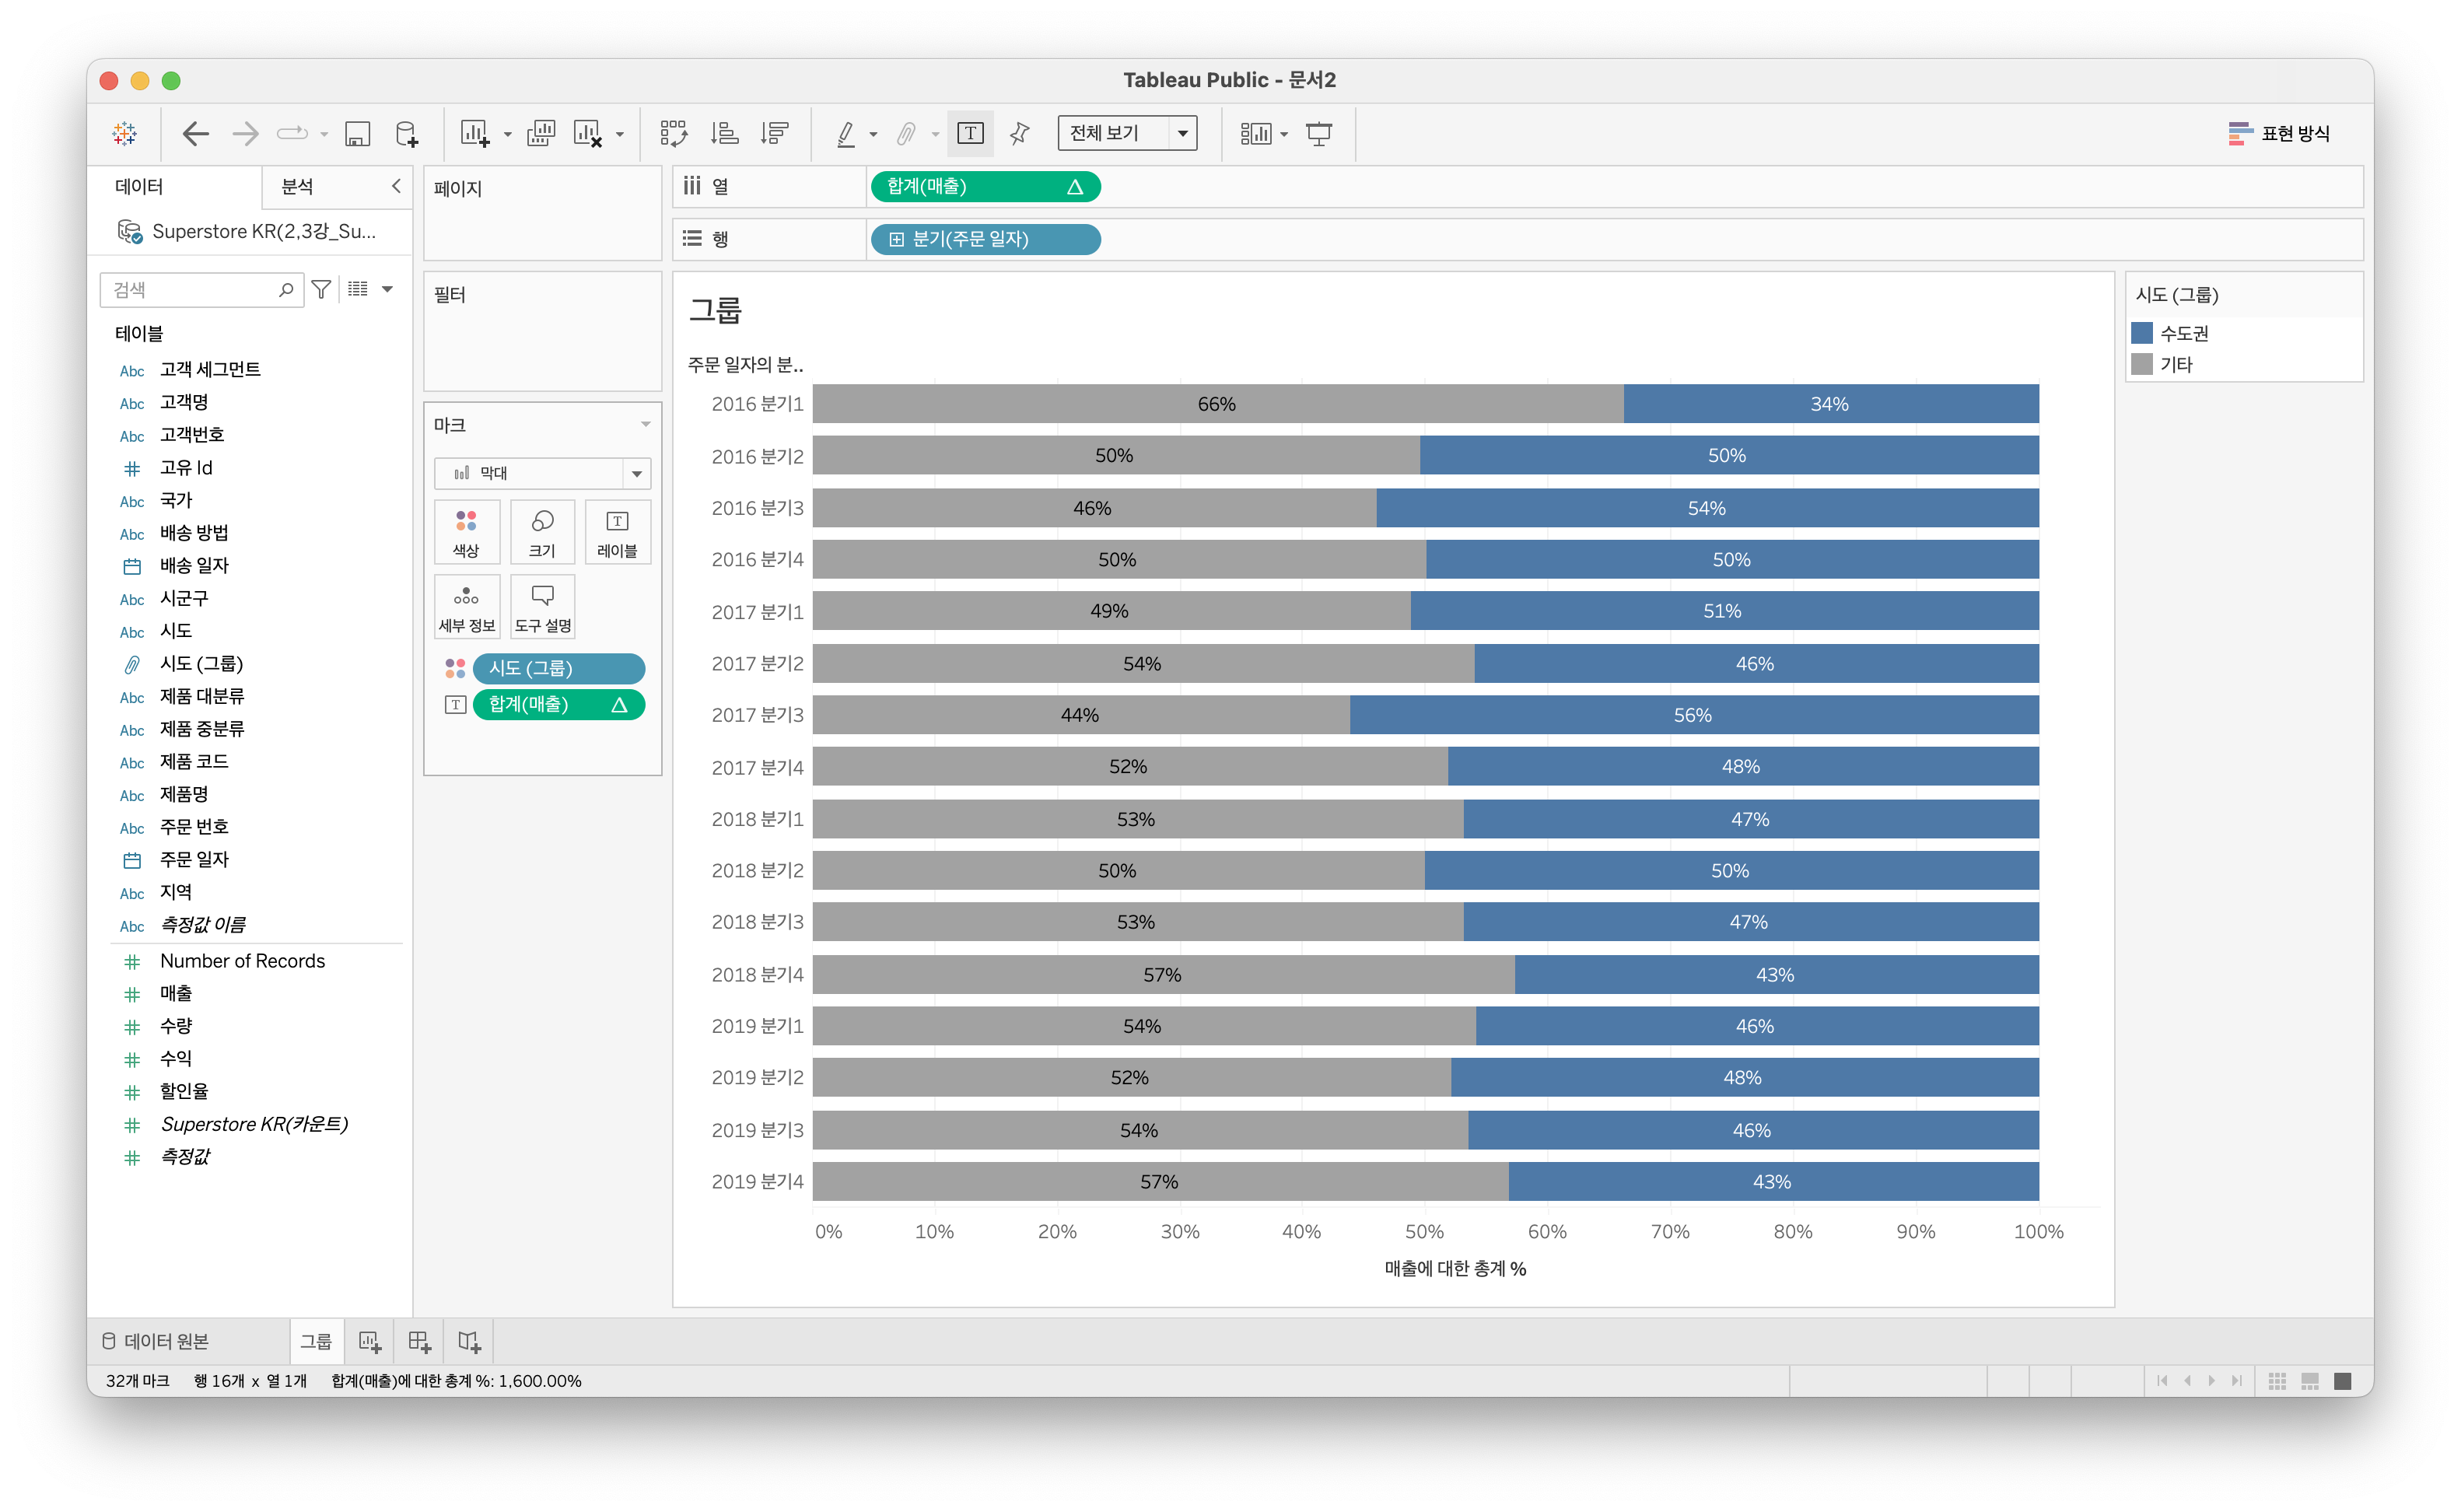 Tableau Public - 문서2
전체 보기
표현 방식
데이터
분석
Superstore KR(2,3강_Su...
검색
테이블
Abc 고객 세그먼트
Abc 고객명
Abc 고객번호
고유 Id
Abc 국가
Abc 배송 방법
배송 일자
Abc 시군구
Abc 시도
시도 (그룹)
Abc 제품 대분류
Abc 제품 중분류
Abc 제품 코드
Abc 제품명
Abc 주문 번호
주문 일자
Abc 지역
Abc 측정값 이름
Number of Records
매출
수량
수익
할인율
Superstore KR(카운트)
측정값
페이지
필터
마크
막대
색상
크기
T
레이블
세부 정보
도구 설명
시도 (그룹)
T 합계(매출)
열
합계(매출)
행
분기(주문 일자)
그룹
주문 일자의 분..
2016 분기1 66% 34%
2016 분기2 50% 50%
2016 분기3 46% 54%
2016 분기4 50% 50%
2017 분기1 49% 51%
2017 분기2 54% 46%
2017 분기3 44% 56%
2017 분기4 52% 48%
2018 분기1 53% 47%
2018 분기2 50% 50%
2018 분기3 53% 47%
2018 분기4 57% 43%
2019 분기1 54% 46%
2019 분기2 52% 48%
2019 분기3 54% 46%
2019 분기4 57% 43%
0% 10% 20% 30% 40% 50% 60% 70% 80% 90% 100%
매출에 대한 총계 %
시도 (그룹)
수도권
기타
데이터 원본
그룹
32개 마크 행 16개 x 열 1개 합계(매출)에 대한 총계 %: 1,600.00%